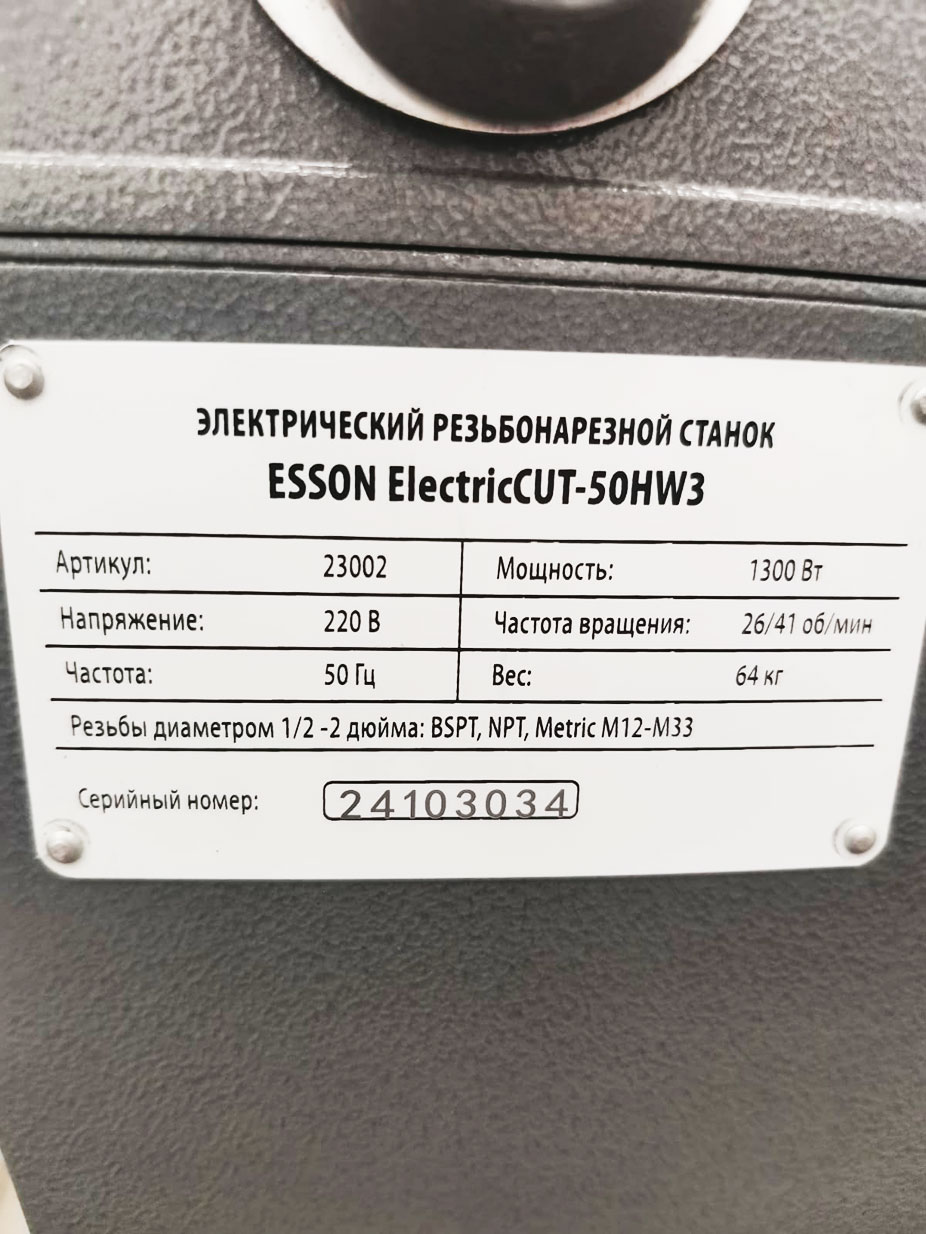 ЭЛЕКТРИЧЕСКИЙ РЕЗЬБОНАРЕЗНОЙ СТАНОК
ESSON ElectricCUT-50HW3
Артикул: 23002 Мощность: 1300 Вт
Напряжение: 220 В Частота вращения: 26/41 об/мин
Частота: 50 Гц Вес: 64 кг
Резьбы диаметром 1/2 -2 дюйма: BSPT, NPT, Metric M12-M33
Серийный номер: 24103034